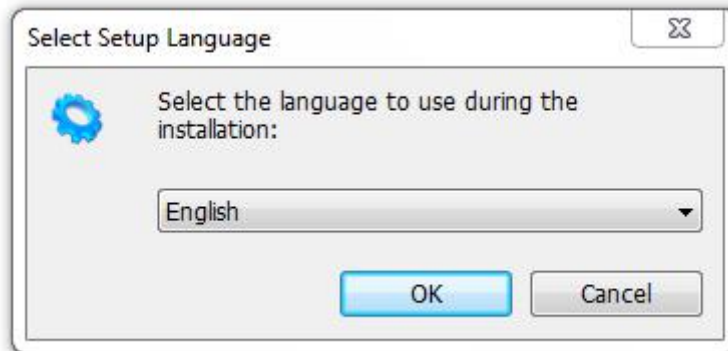 Select Setup Language
Select the language to use during the
installation:
English
OK
Cancel